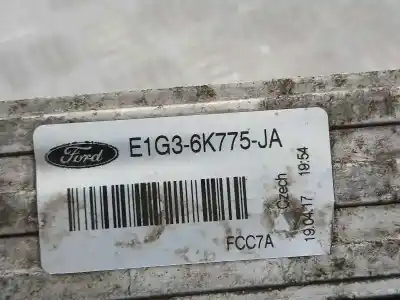 Ford
E1G3-6K775-JA
FCC7A
Czech
19.04.17 19:54